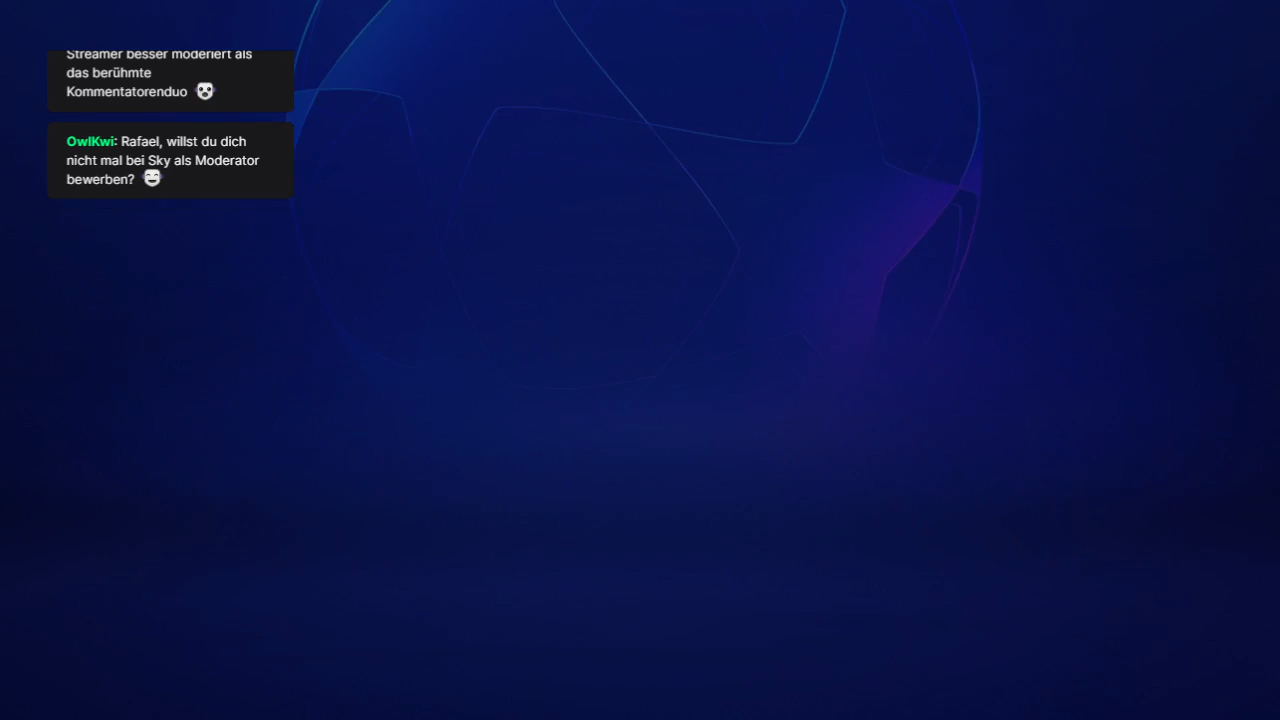 Streamer besser moderiert als
das berühmte
Kommentatorenduo
OwlKwi: Rafael, willst du dich
nicht mal bei Sky als Moderator
bewerben?